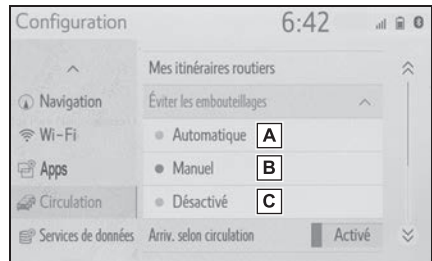 Configuration 6:42
Mes itinéraires routiers
Navigation
Éviter les embouteillages
Wi-Fi
Automatique A
Apps
Manuel B
Circulation
Désactivé C
Services de données
Arriv. selon circulation Activé